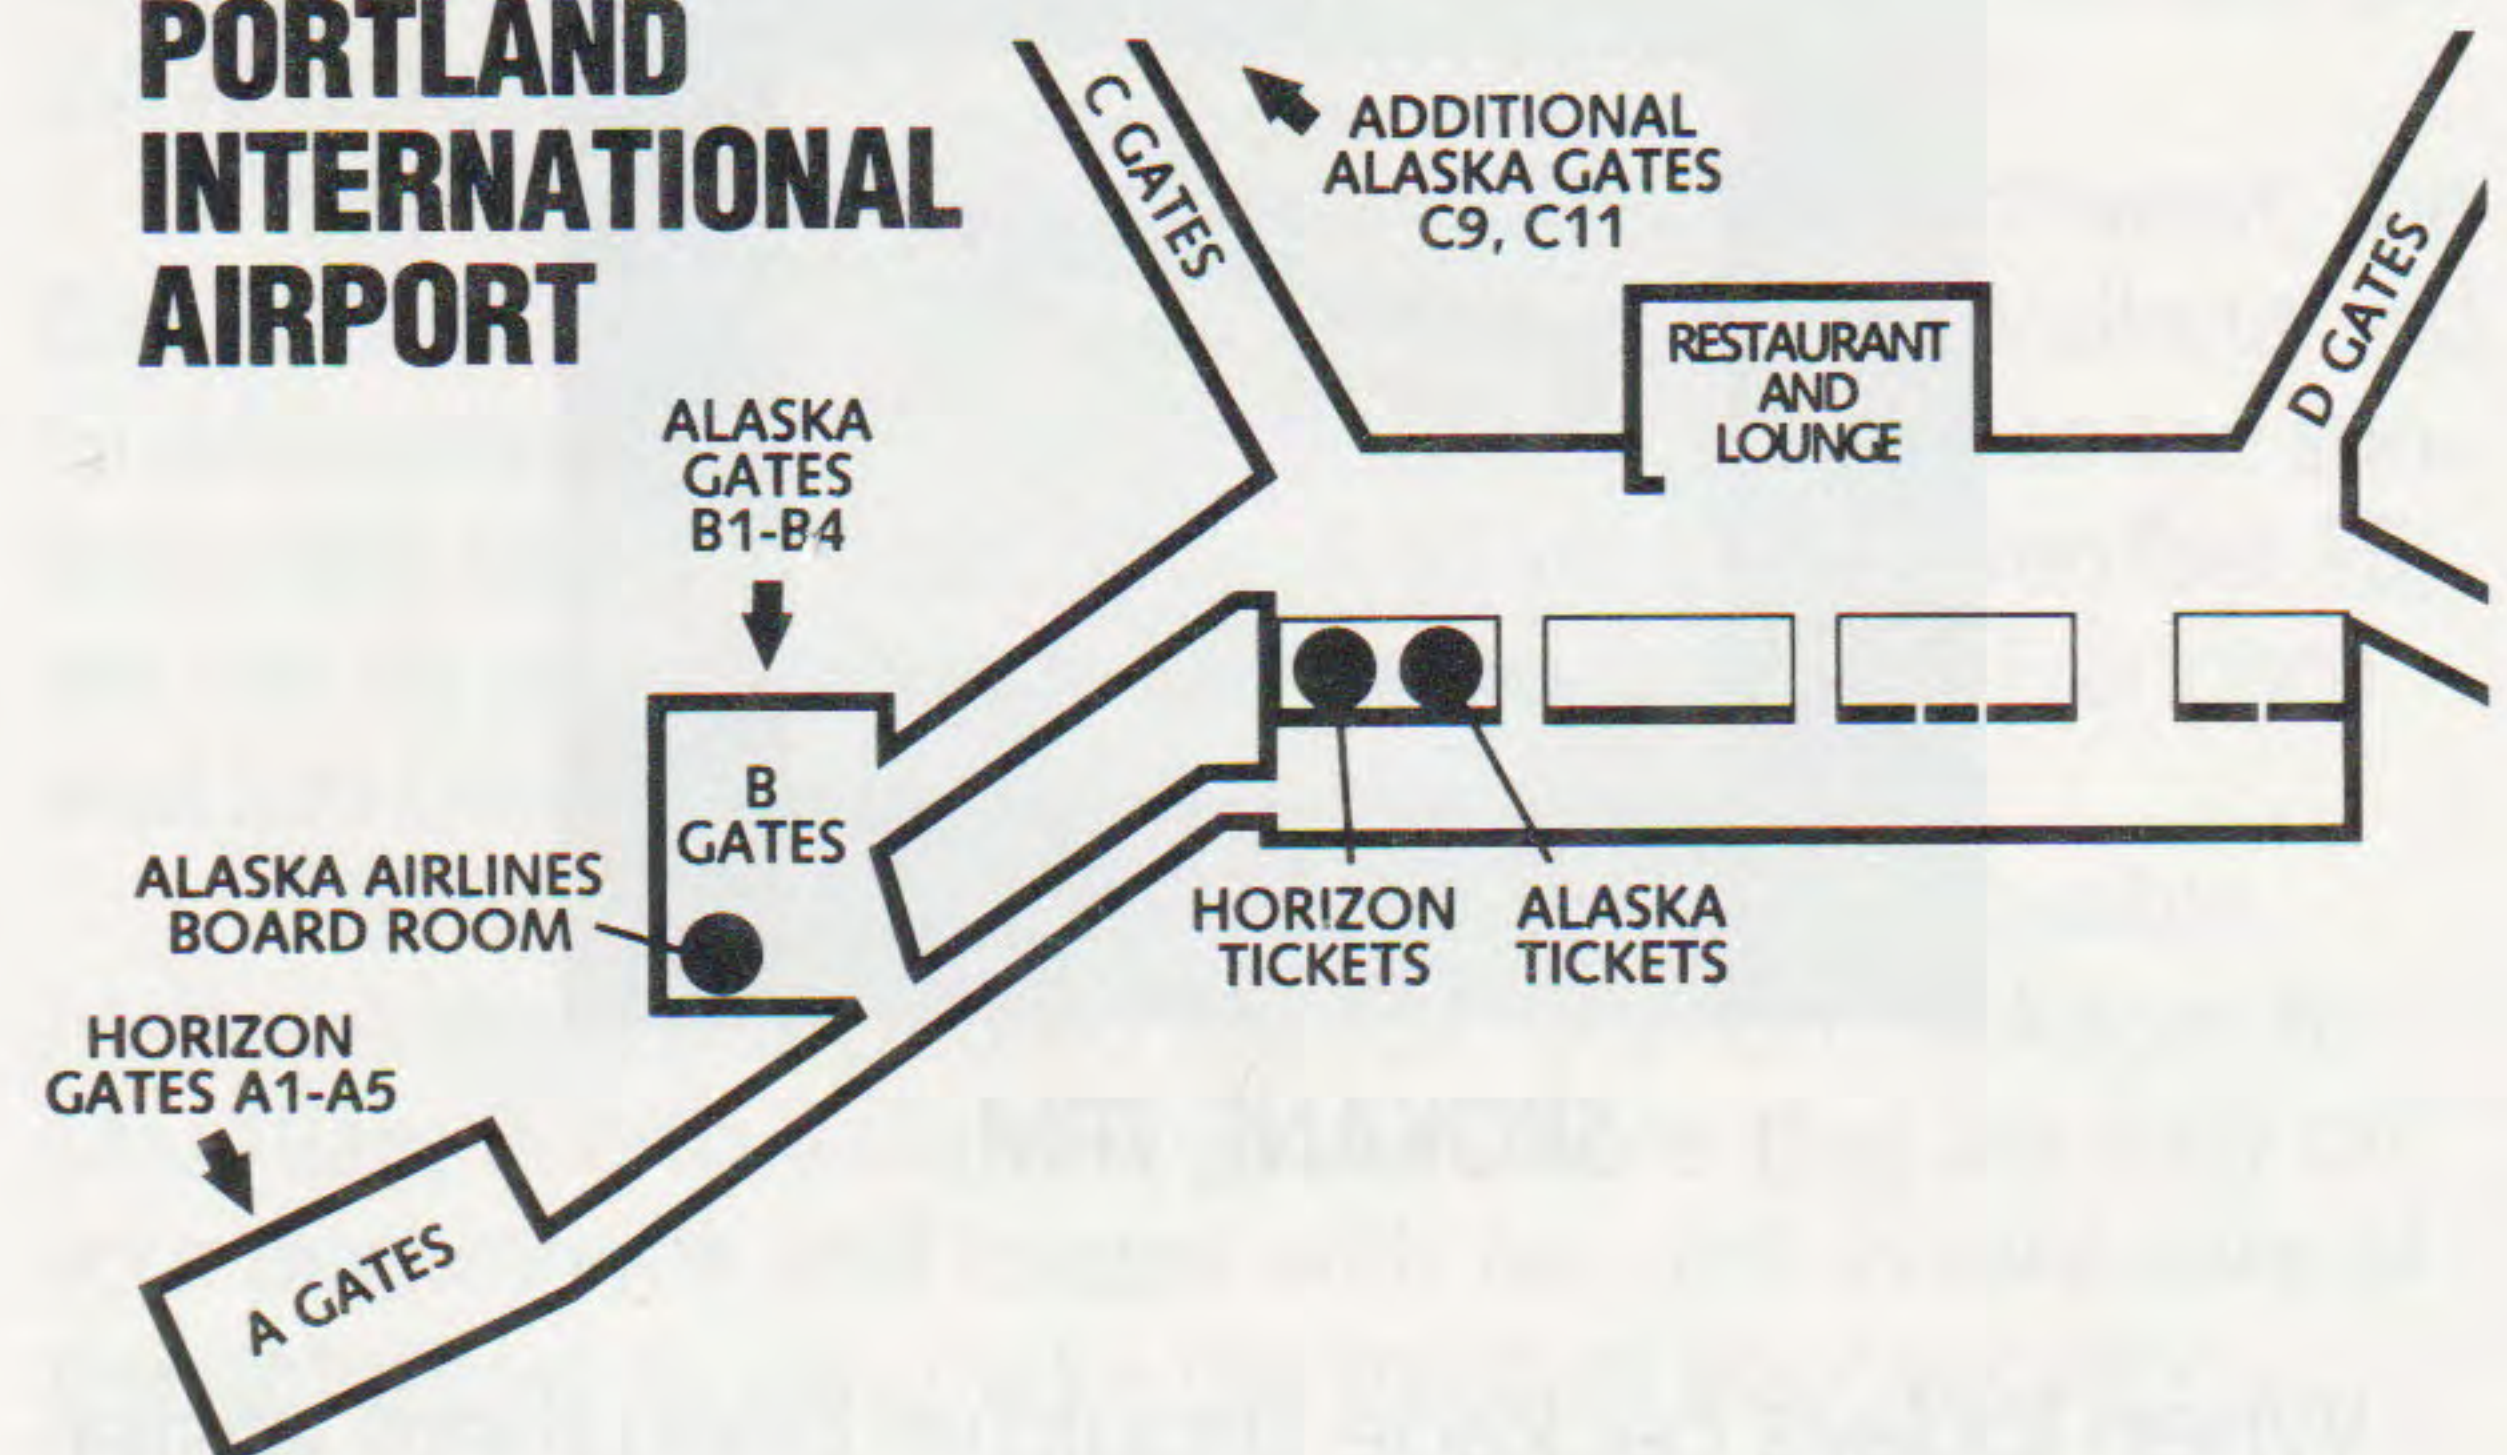 PORTLAND
INTERNATIONAL
AIRPORT
C GATES
ADDITIONAL
ALASKA GATES
C9, C11
RESTAURANT
AND
LOUNGE
D GATES
ALASKA
GATES
B1-B4
B
GATES
ALASKA AIRLINES
BOARD ROOM
HORIZON
TICKETS
ALASKA
TICKETS
HORIZON
GATES A1-A5
A GATES